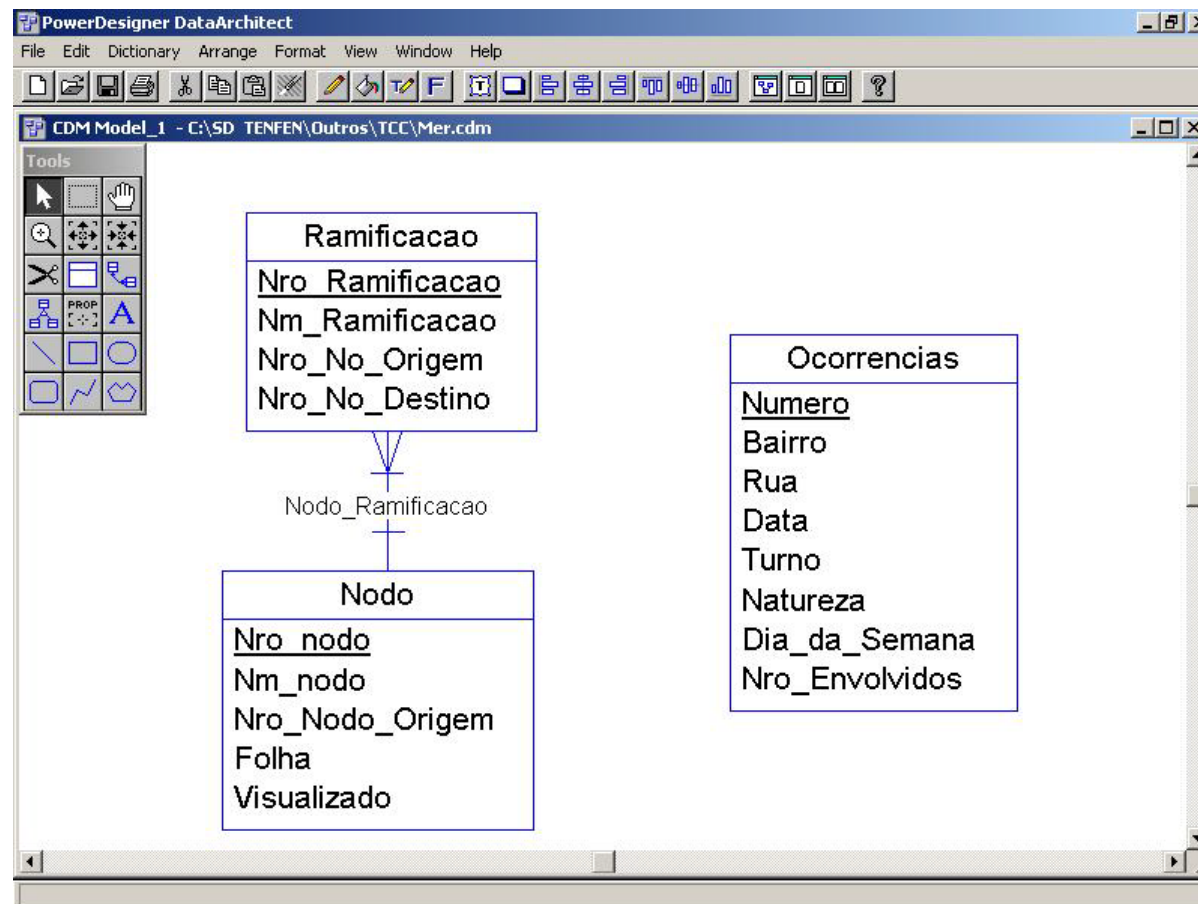 PowerDesigner DataArchitect
File Edit Dictionary Arrange Format View Window Help
CDM Model_1 - C:\SD TENFEN\Outros\TCC\Mer.cdm
Tools
PROP
Ramificacao
Nro_Ramificacao
Nm_Ramificacao
Nro_No_Origem
Nro_No_Destino
Nodo_Ramificacao
Nodo
Nro_nodo
Nm_nodo
Nro_Nodo_Origem
Folha
Visualizado
Ocorrencias
Numero
Bairro
Rua
Data
Turno
Natureza
Dia_da_Semana
Nro_Envolvidos